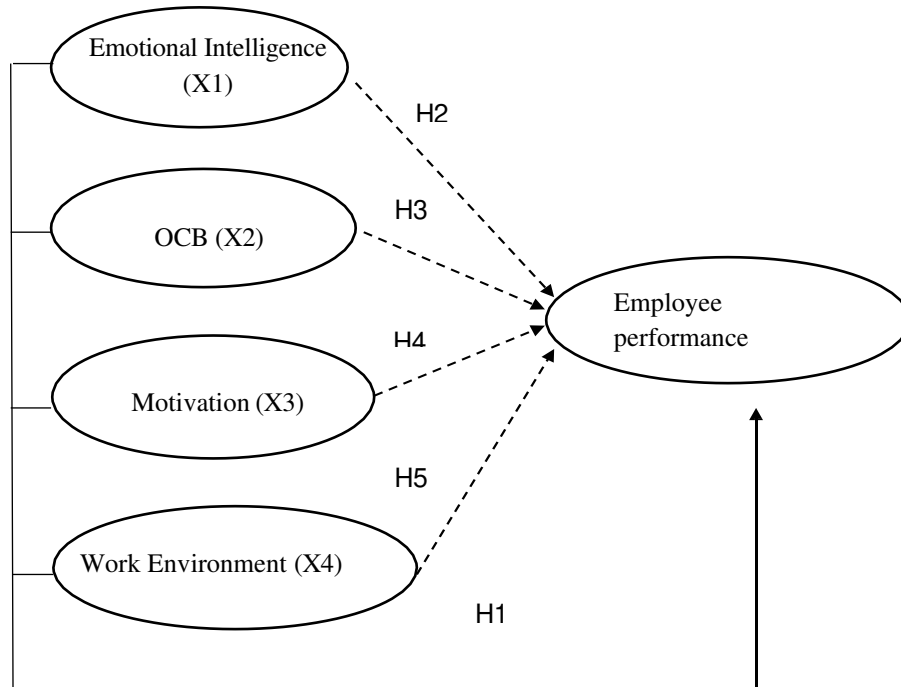 Emotional Intelligence
(X1)
H2
H3
OCB (X2)
Employee
performance
H4
Motivation (X3)
H5
Work Environment (X4)
H1